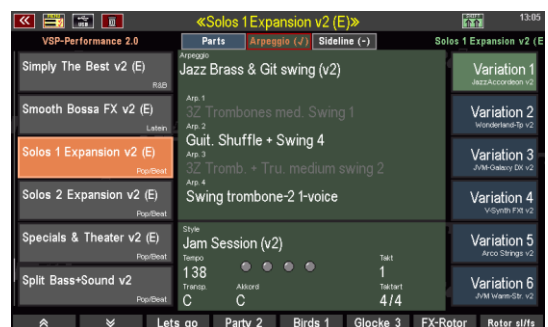 «Solos 1 Expansion v2 (E)»
13:05
VSP-Performance 2.0
Parts
Arpeggio (√)
Sideline (-)
Solos 1 Expansion v2 (E
Simply The Best v2 (E)
R&B
Smooth Bossa FX v2 (E)
Latein
Solos 1 Expansion v2 (E)
Pop/Beat
Solos 2 Expansion v2 (E)
Pop/Beat
Specials & Theater v2 (E)
Pop/Beat
Split Bass+Sound v2
Pop/Beat
Arpeggio
Jazz Brass & Git swing (v2)
Arp. 1
3Z Trombones med. Swing 1
Arp. 2
Guit. Shuffle + Swing 4
Arp. 3
3Z Tromb. + Tru. medium swing 2
Arp. 4
Swing trombone-2 1-voice
Style
Jam Session (v2)
Tempo
Takt
138
1
Transp.
Akkord
Taktart
C
C
4/4
Variation 1
JazzAccordeon v2
Variation 2
Wonderland-Tp v2
Variation 3
JVM-Galaxy DX v2
Variation 4
V-Synth FXt v2
Variation 5
Arco Strings v2
Variation 6
JVM Warm-Str. v2
Lets go
Party 2
Birds 1
Glocke 3
FX-Rotor
Rotor sl/fs